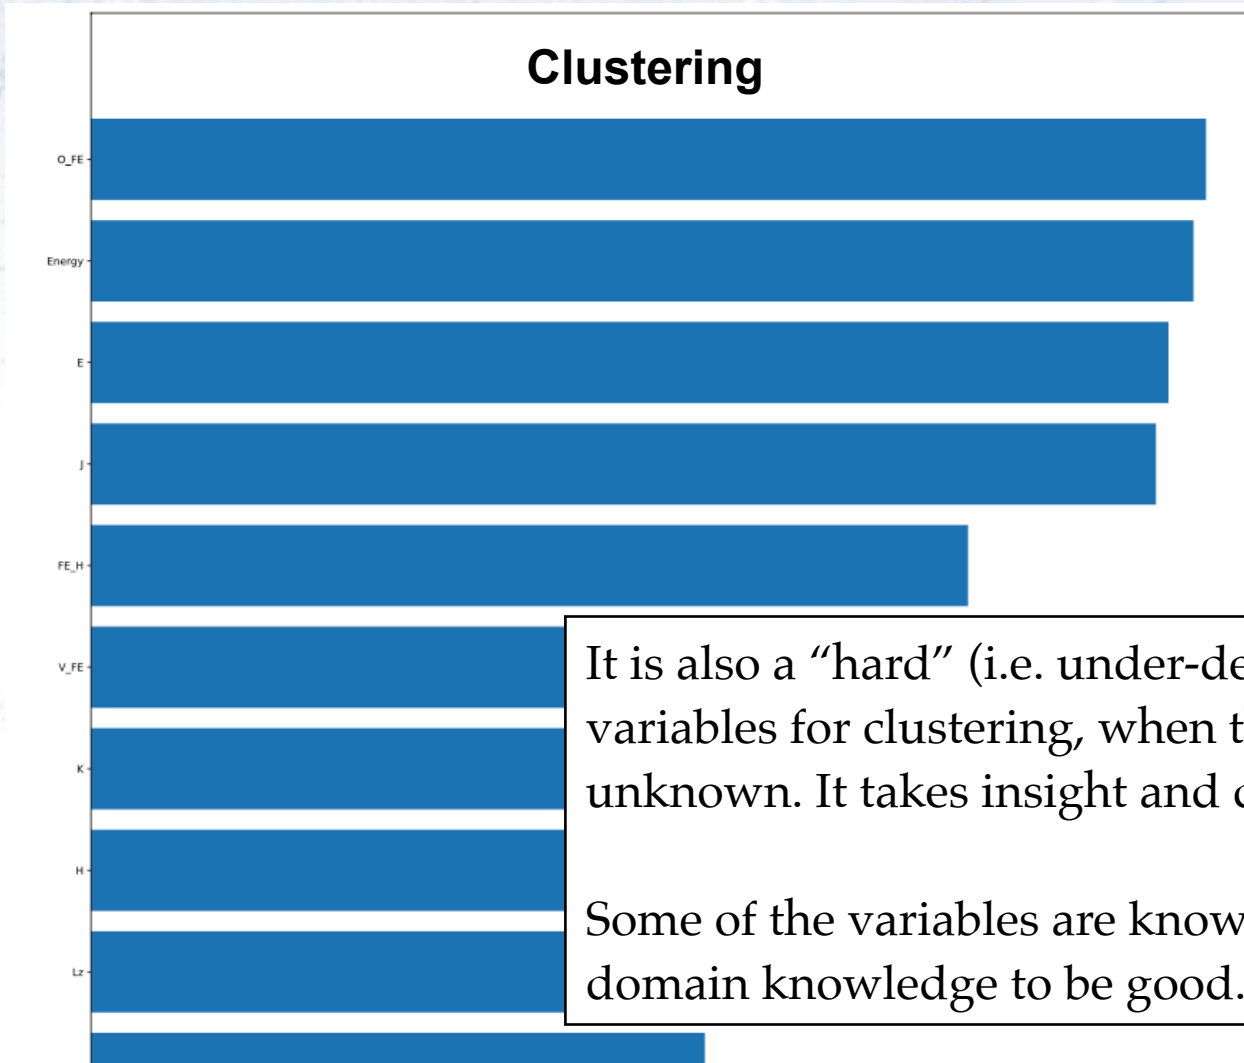 Clustering
O_FE
Energy
E
J
FE_H
V_FE
K
H
Lz
It is also a “hard” (i.e. under-de
variables for clustering, when t
unknown. It takes insight and
Some of the variables are know
domain knowledge to be good.